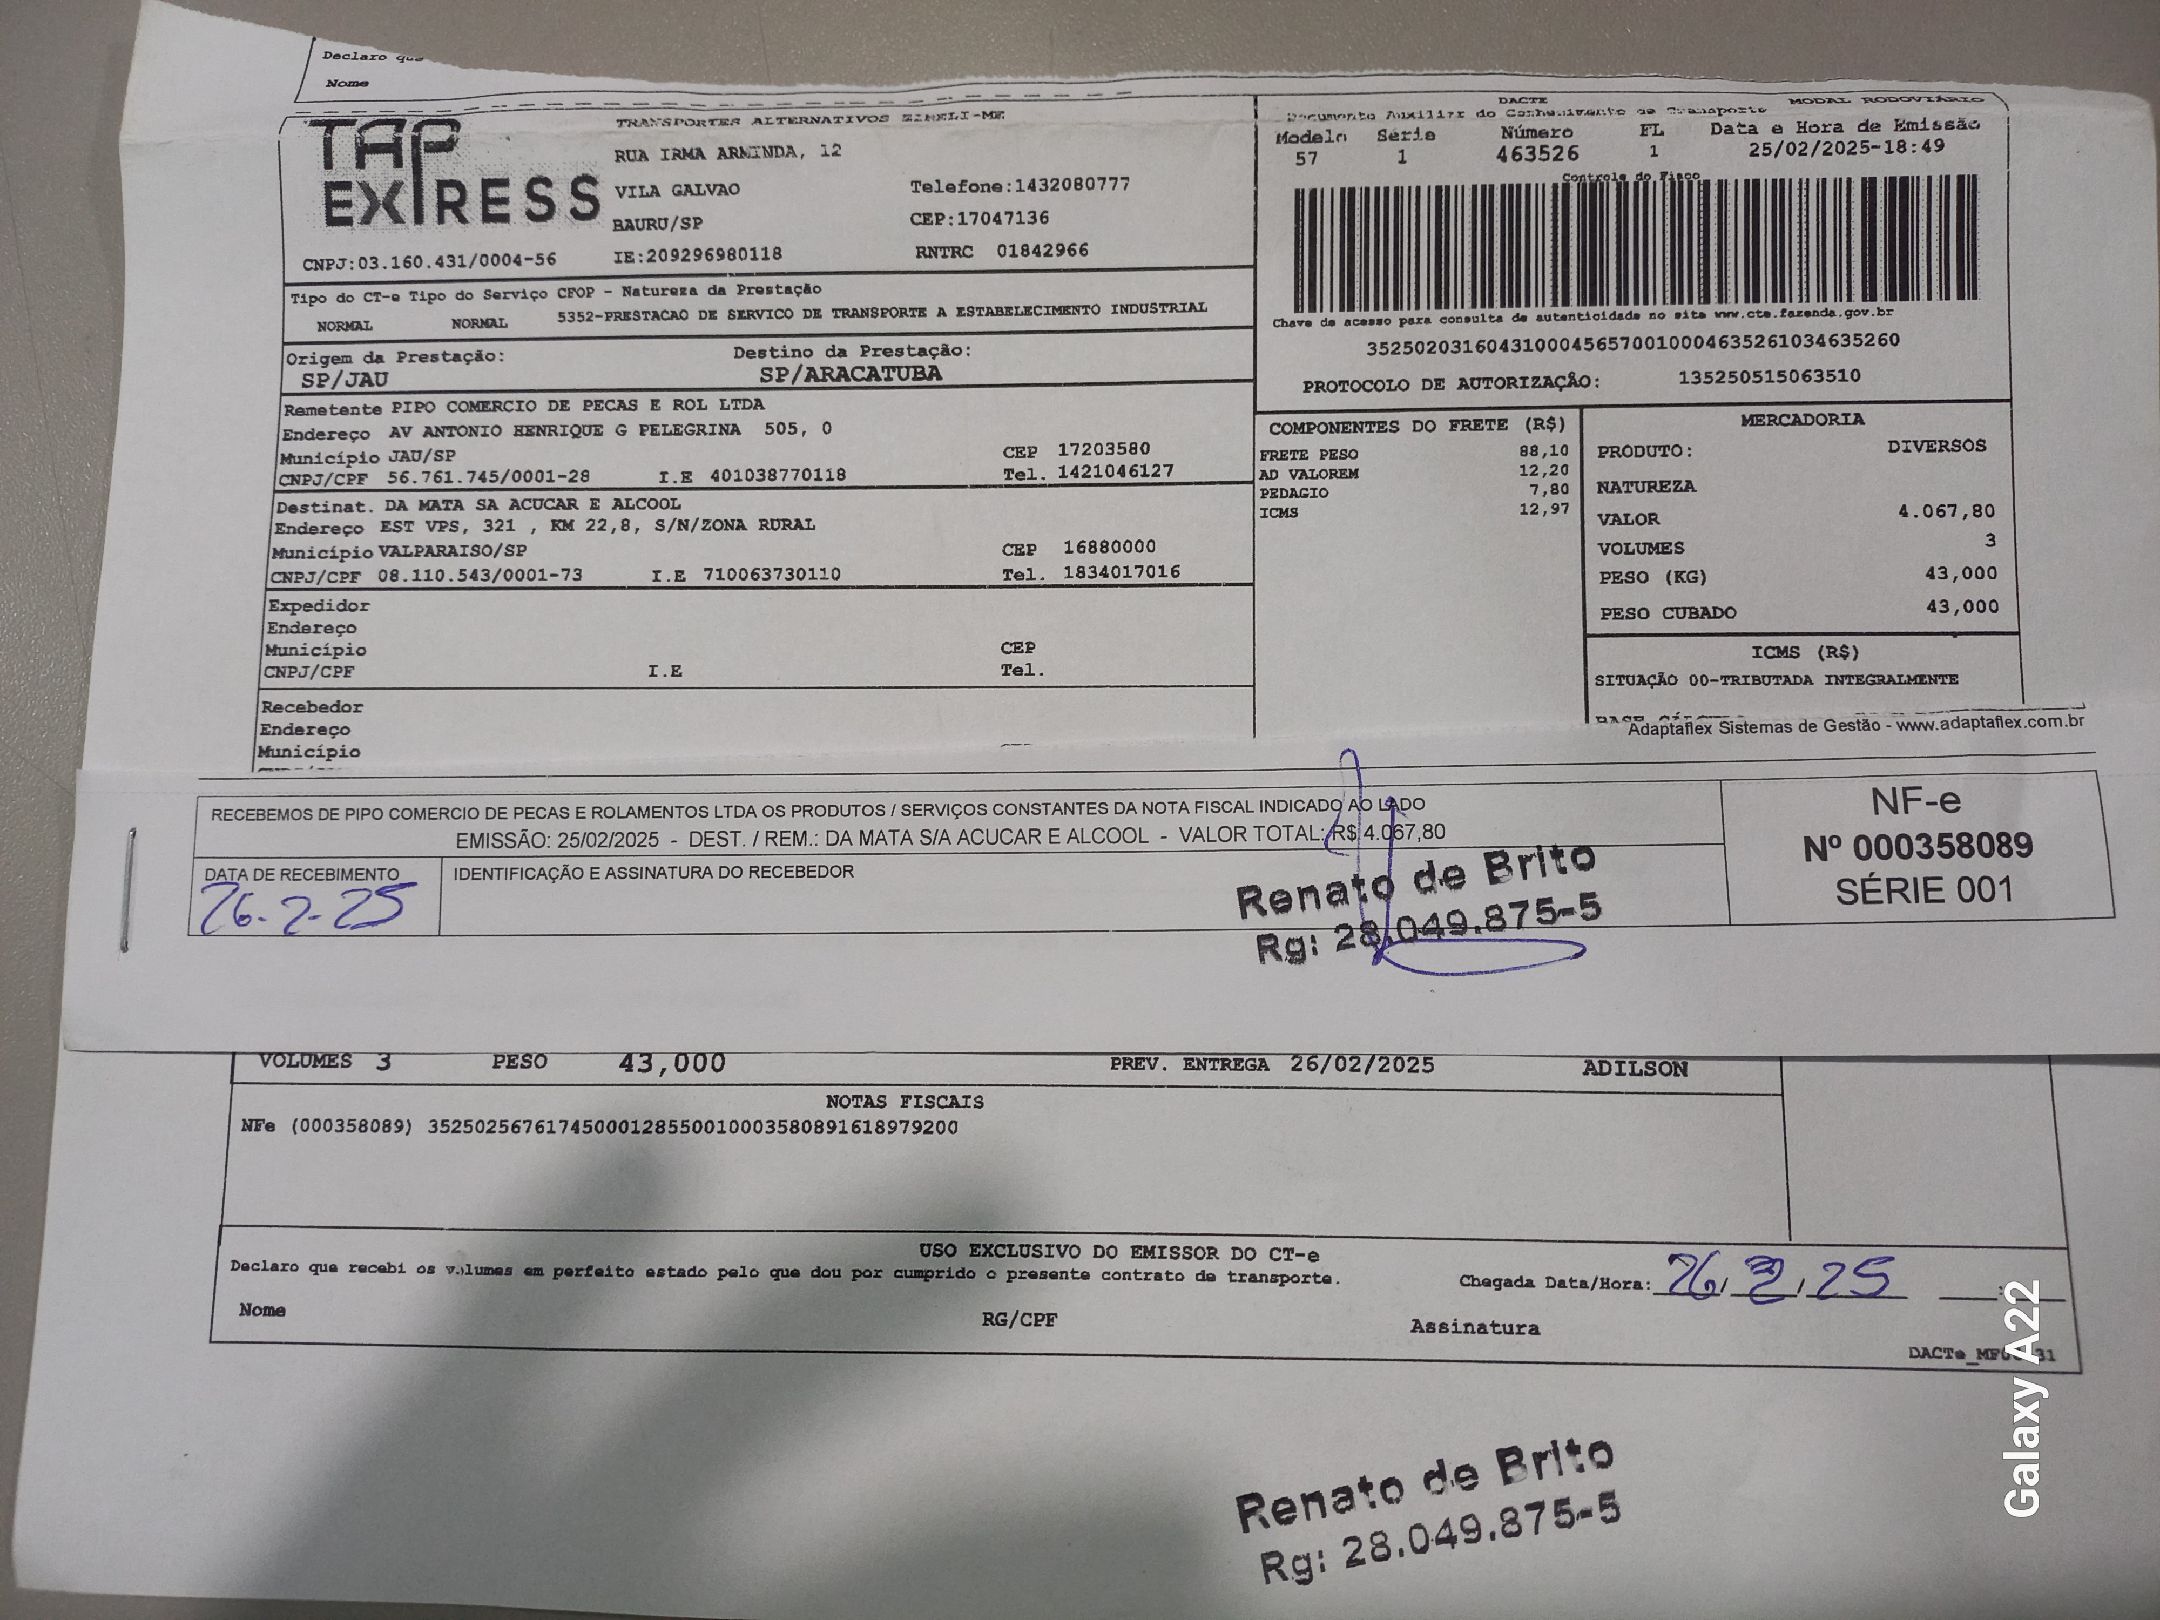 Declaro que
Nome
TAP EXPRESS
TRANSPORTES ALTERNATIVOS EIRELI-ME
RUA IRMA ARMINDA, 12
VILA GALVAO Telefone:1432080777
BAURU/SP CEP:17047136
CNPJ:03.160.431/0004-56 IE:209296980118 RNTRC 01842966
DACTE MODAL RODOVIÁRIO
Documento Auxiliar do Conhecimento de Transporte
Modelo Série Número FL Data e Hora de Emissão
57 1 463526 1 25/02/2025-18:49
Controle do Fisco
Chave de acesso para consulta de autenticidade no site www.cte.fazenda.gov.br
35250203160431000456570010004635261034635260
PROTOCOLO DE AUTORIZAÇÃO: 135250515063510
Tipo do CT-e Tipo do Serviço CFOP - Natureza da Prestação
NORMAL NORMAL 5352-PRESTACAO DE SERVICO DE TRANSPORTE A ESTABELECIMENTO INDUSTRIAL
Origem da Prestação: Destino da Prestação:
SP/JAU SP/ARACATUBA
Remetente PIPO COMERCIO DE PECAS E ROL LTDA
Endereço AV ANTONIO HENRIQUE G PELEGRINA 505, 0
Município JAU/SP CEP 17203580
CNPJ/CPF 56.761.745/0001-28 I.E 401038770118 Tel. 1421046127
Destinat. DA MATA SA ACUCAR E ALCOOL
Endereço EST VPS, 321 , KM 22,8, S/N/ZONA RURAL
Município VALPARAISO/SP CEP 16880000
CNPJ/CPF 08.110.543/0001-73 I.E 710063730110 Tel. 1834017016
Expedidor
Endereço
Município CEP
CNPJ/CPF I.E Tel.
Recebedor
Endereço
Município
COMPONENTES DO FRETE (R$)
FRETE PESO 88,10
AD VALOREM 12,20
PEDAGIO 7,80
ICMS 12,97
MERCADORIA
PRODUTO: DIVERSOS
NATUREZA
VALOR 4.067,80
VOLUMES 3
PESO (KG) 43,000
PESO CUBADO 43,000
ICMS (R$)
SITUAÇÃO 00-TRIBUTADA INTEGRALMENTE
Adaptaflex Sistemas de Gestão - www.adaptaflex.com.br
RECEBEMOS DE PIPO COMERCIO DE PECAS E ROLAMENTOS LTDA OS PRODUTOS / SERVIÇOS CONSTANTES DA NOTA FISCAL INDICADO AO LADO
EMISSÃO: 25/02/2025 - DEST. / REM.: DA MATA S/A ACUCAR E ALCOOL - VALOR TOTAL: R$ 4.067,80
DATA DE RECEBIMENTO IDENTIFICAÇÃO E ASSINATURA DO RECEBEDOR
26-2-25
Renato de Brito
Rg: 28.049.875-5
NF-e
Nº 000358089
SÉRIE 001
VOLUMES 3 PESO 43,000 PREV. ENTREGA 26/02/2025 ADILSON
NOTAS FISCAIS
NFe (000358089) 35250256761745000128550010003580891618979200
USO EXCLUSIVO DO EMISSOR DO CT-e
Declaro que recebi os volumes em perfeito estado pelo que dou por cumprido o presente contrato de transporte. Chegada Data/Hora: 26/2/25 :
Nome RG/CPF Assinatura
Renato de Brito
Rg: 28.049.875-5
Galaxy A22